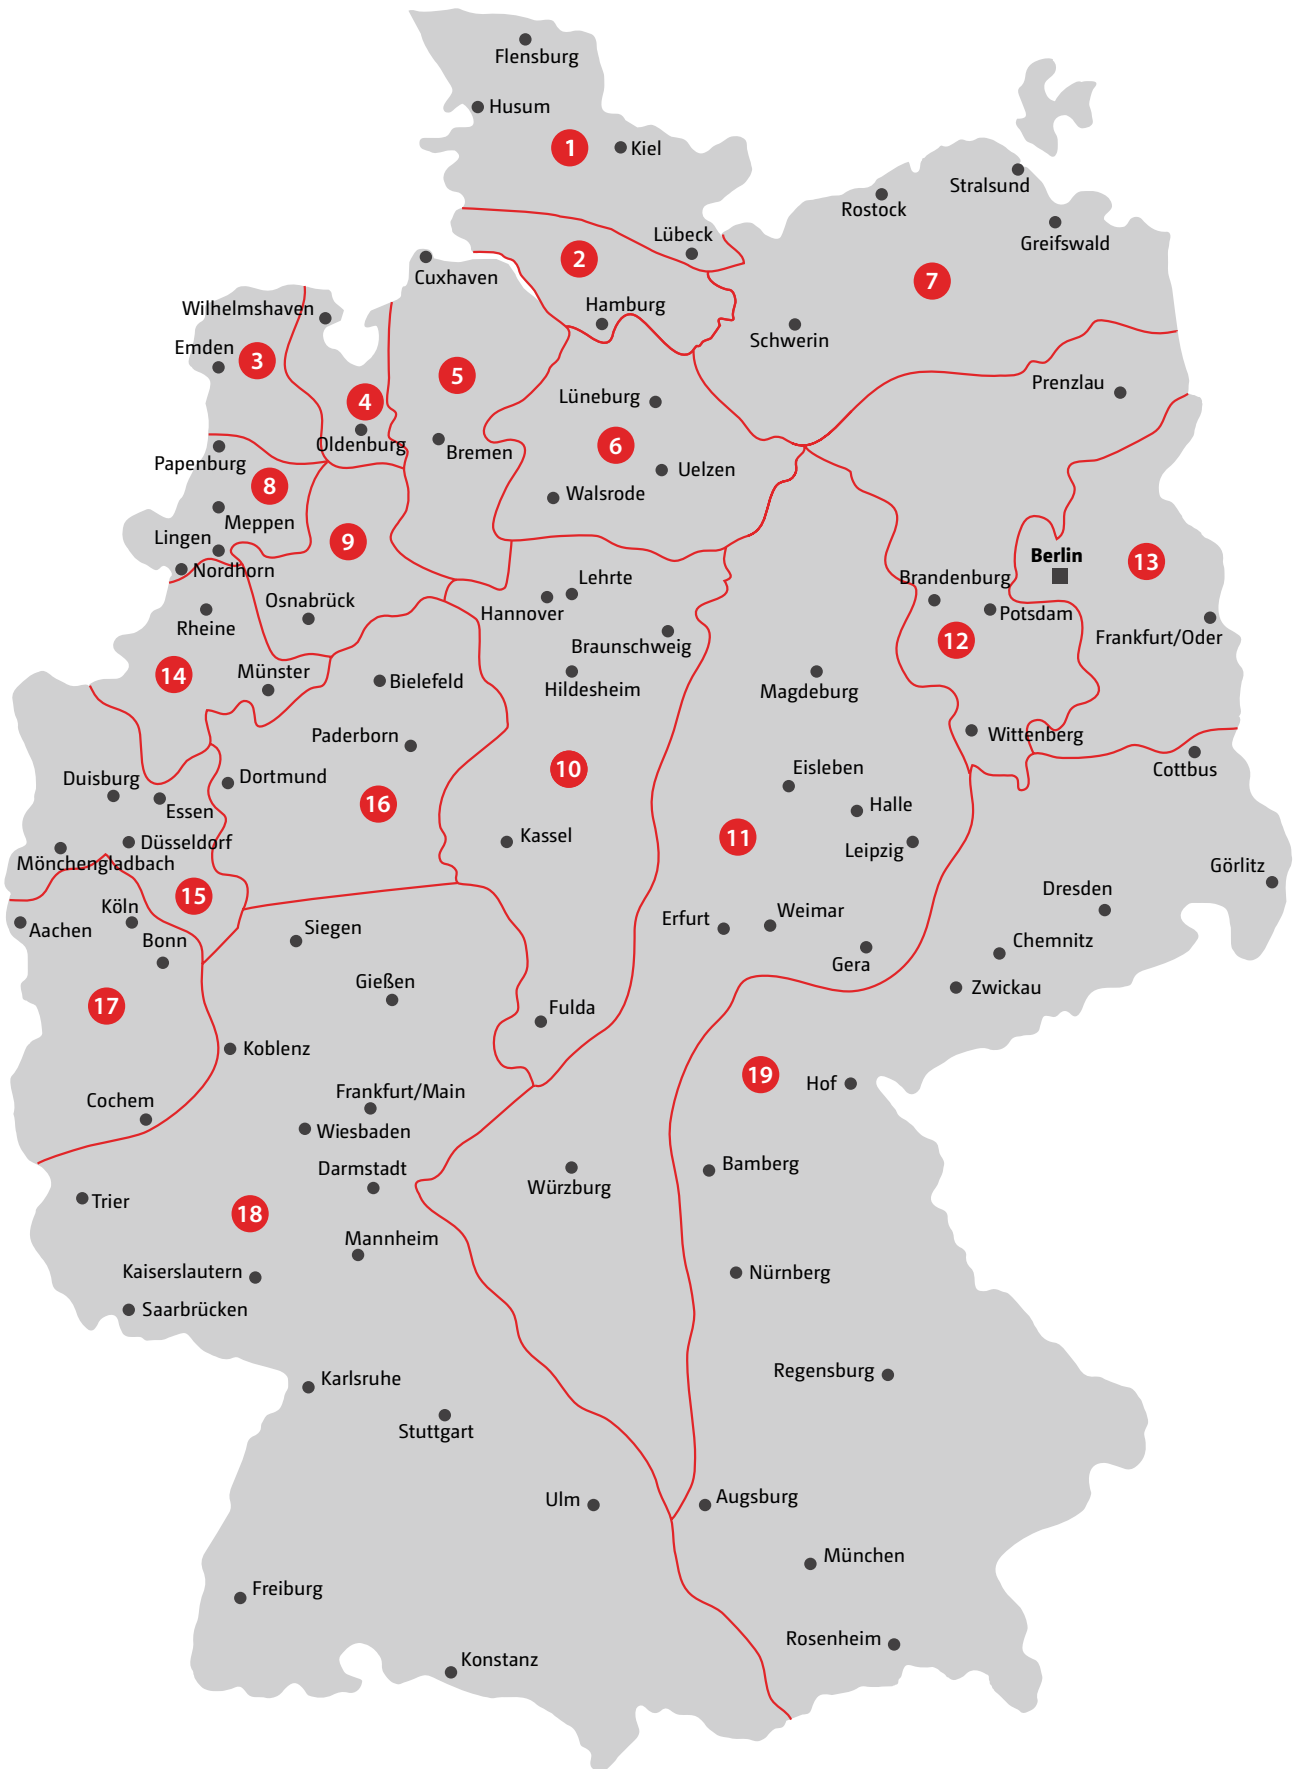 Flensburg
Husum
1
Kiel
Stralsund
Rostock
Greifswald
Lübeck
2
Cuxhaven
7
Wilhelmshaven
Hamburg
Schwerin
Emden
3
5
Prenzlau
4
Lüneburg
Oldenburg
6
Bremen
Papenburg
Uelzen
8
Walsrode
Meppen
Lingen
9
Nordhorn
Berlin
13
Lehrte
Brandenburg
Osnabrück
Hannover
Potsdam
Rheine
Frankfurt/Oder
Braunschweig
12
14
Münster
Bielefeld
Hildesheim
Magdeburg
Paderborn
Wittenberg
10
Eisleben
Cottbus
Duisburg
Dortmund
Essen
16
Halle
Düsseldorf
Kassel
11
Leipzig
Mönchengladbach
Görlitz
15
Dresden
Köln
Weimar
Erfurt
Aachen
Siegen
Bonn
Chemnitz
Gera
Gießen
Zwickau
17
Fulda
Koblenz
19
Hof
Frankfurt/Main
Cochem
Wiesbaden
Darmstadt
Bamberg
Würzburg
Trier
18
Mannheim
Kaiserslautern
Nürnberg
Saarbrücken
Regensburg
Karlsruhe
Stuttgart
Ulm
Augsburg
München
Freiburg
Rosenheim
Konstanz